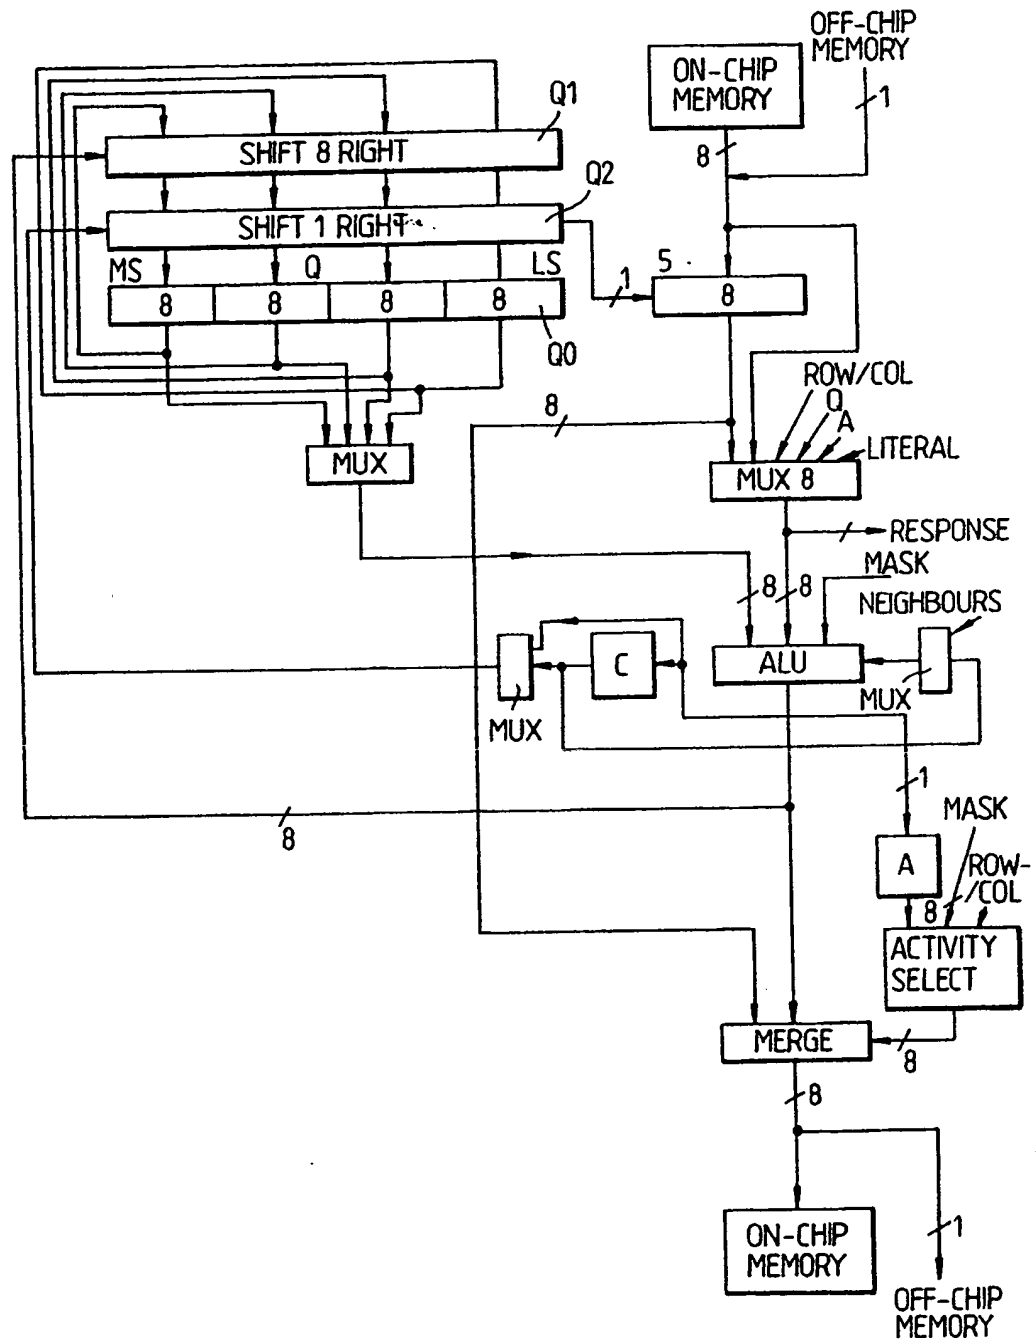 OFF-CHIP
MEMORY
ON-CHIP
MEMORY
1
8
Q1
SHIFT 8 RIGHT
Q2
SHIFT 1 RIGHT
MS
Q
LS
8
8
8
8
Q0
1
S
8
8
ROW/COL
Q
A
LITERAL
MUX
MUX 8
RESPONSE
MASK
8
8
NEIGHBOURS
C
ALU
MUX
MUX
1
8
MASK
A
ROW-
/COL
8
ACTIVITY
SELECT
MERGE
8
8
ON-CHIP
MEMORY
1
OFF-CHIP
MEMORY